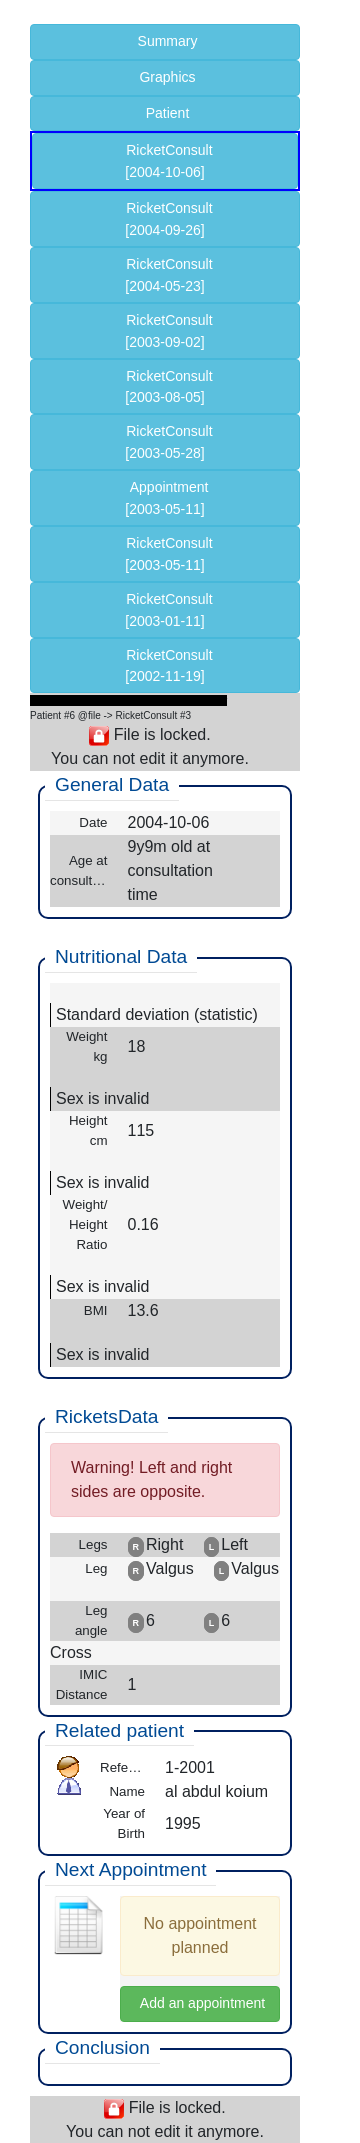 Summary
Graphics
Patient
RicketConsult
[2004-10-06]
RicketConsult
[2004-09-26]
RicketConsult
[2004-05-23]
RicketConsult
[2003-09-02]
RicketConsult
[2003-08-05]
RicketConsult
[2003-05-28]
Appointment
[2003-05-11]
RicketConsult
[2003-05-11]
RicketConsult
[2003-01-11]
RicketConsult
[2002-11-19]
Patient #6 @file -> RicketConsult #3
File is locked.
You can not edit it anymore.
General Data
Date 2004-10-06
Age at consult… 9y9m old at
consultation
time
Nutritional Data
Standard deviation (statistic)
Weight
kg 18
Sex is invalid
Height
cm 115
Sex is invalid
Weight/
Height
Ratio 0.16
Sex is invalid
BMI 13.6
Sex is invalid
RicketsData
Warning! Left and right
sides are opposite.
Legs R Right L Left
Leg R Valgus L Valgus
Leg
angle R 6 L 6
Cross
IMIC
Distance 1
Related patient
Refe… 1-2001
Name al abdul koium
Year of
Birth 1995
Next Appointment
No appointment
planned
Add an appointment
Conclusion
File is locked.
You can not edit it anymore.